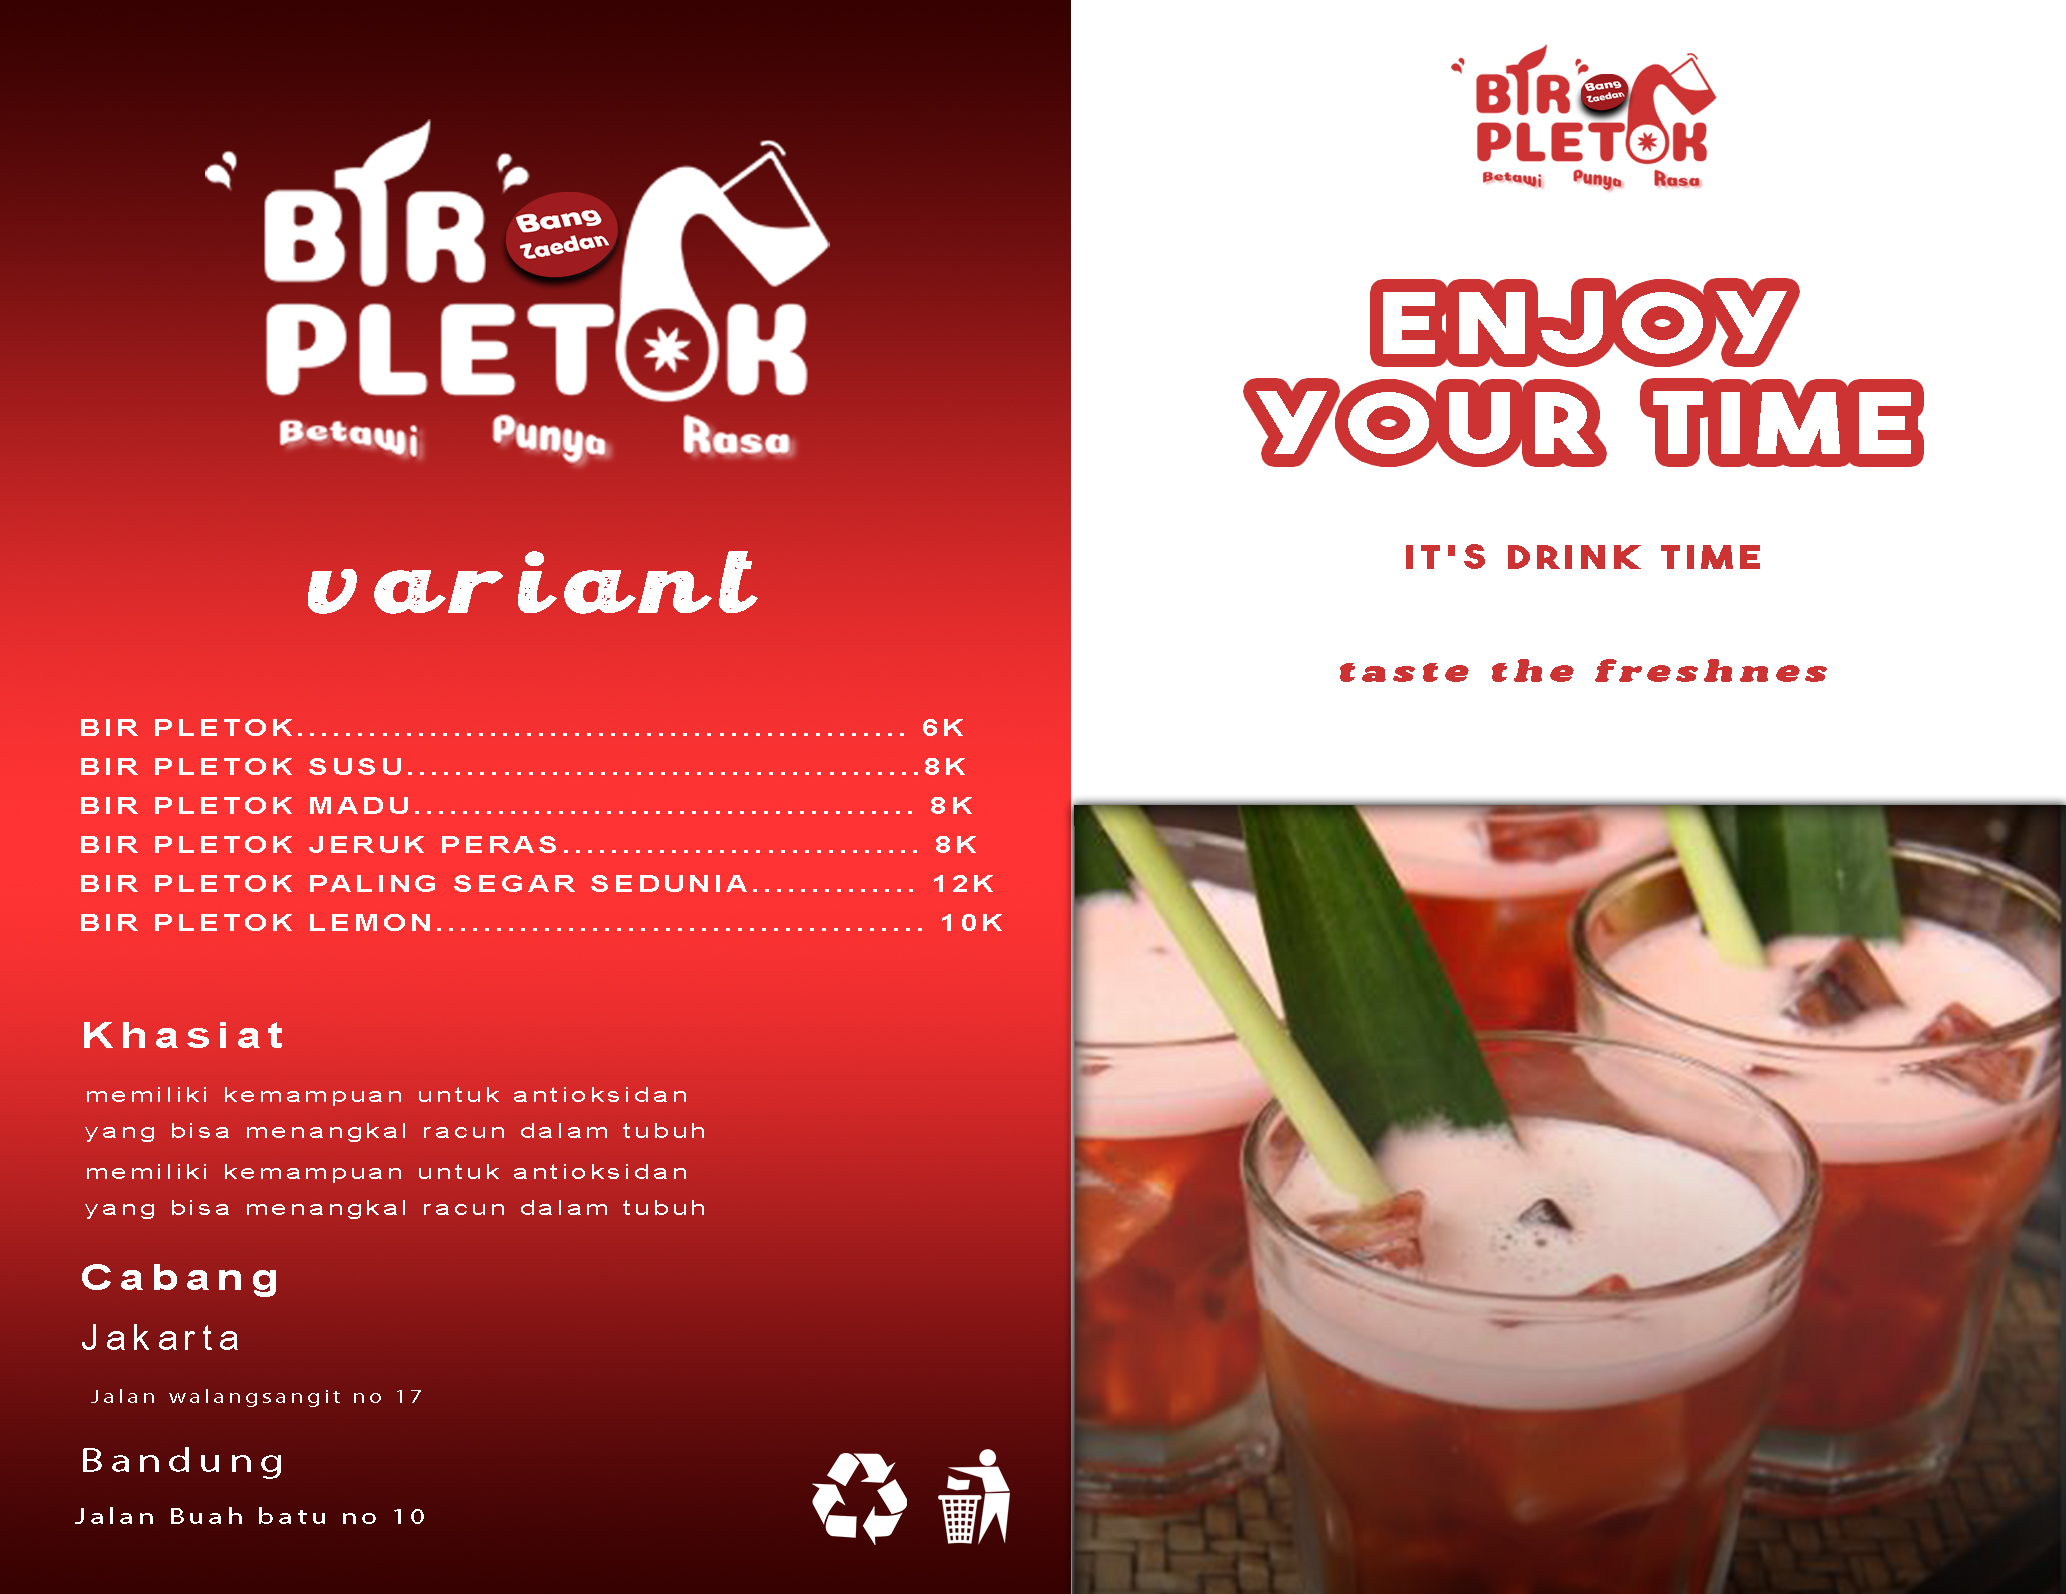 BIR
Bang
Zaedan
PLETOK
Betawi Punya Rasa
variant
BIR PLETOK................................................... 6K
BIR PLETOK SUSU...........................................8K
BIR PLETOK MADU.......................................... 8K
BIR PLETOK JERUK PERAS.............................. 8K
BIR PLETOK PALING SEGAR SEDUNIA.............. 12K
BIR PLETOK LEMON......................................... 10K
Khasiat
memiliki kemampuan untuk antioksidan
yang bisa menangkal racun dalam tubuh
memiliki kemampuan untuk antioksidan
yang bisa menangkal racun dalam tubuh
Cabang
Jakarta
Jalan walangsangit no 17
Bandung
Jalan Buah batu no 10
BIR
Bang
Zaedan
PLETOK
Betawi Punya Rasa
ENJOY
YOUR TIME
IT'S DRINK TIME
taste the freshnes